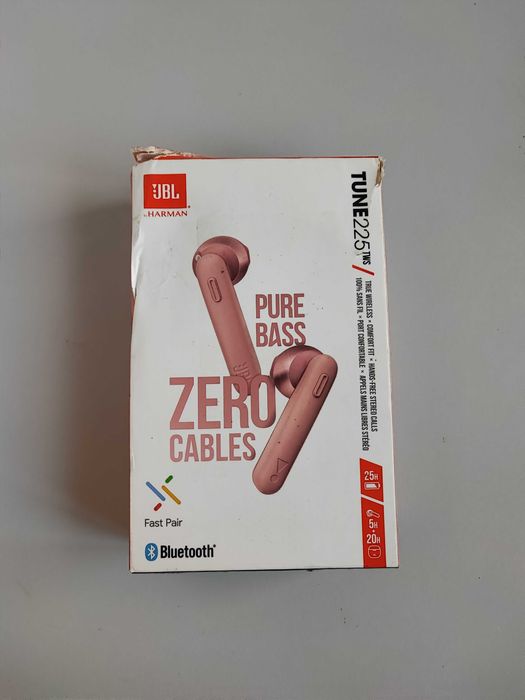 JBL
by HARMAN
TUNE225TWS
TRUE WIRELESS • COMFORT FIT • HANDS-FREE STEREO CALLS
100% SANS FIL • PORT CONFORTABLE • APPELS MAINS LIBRES STÉRÉO
PURE
BASS
JBL
ZERO
CABLES
25H
5H
+
20H
Fast Pair
Bluetooth®